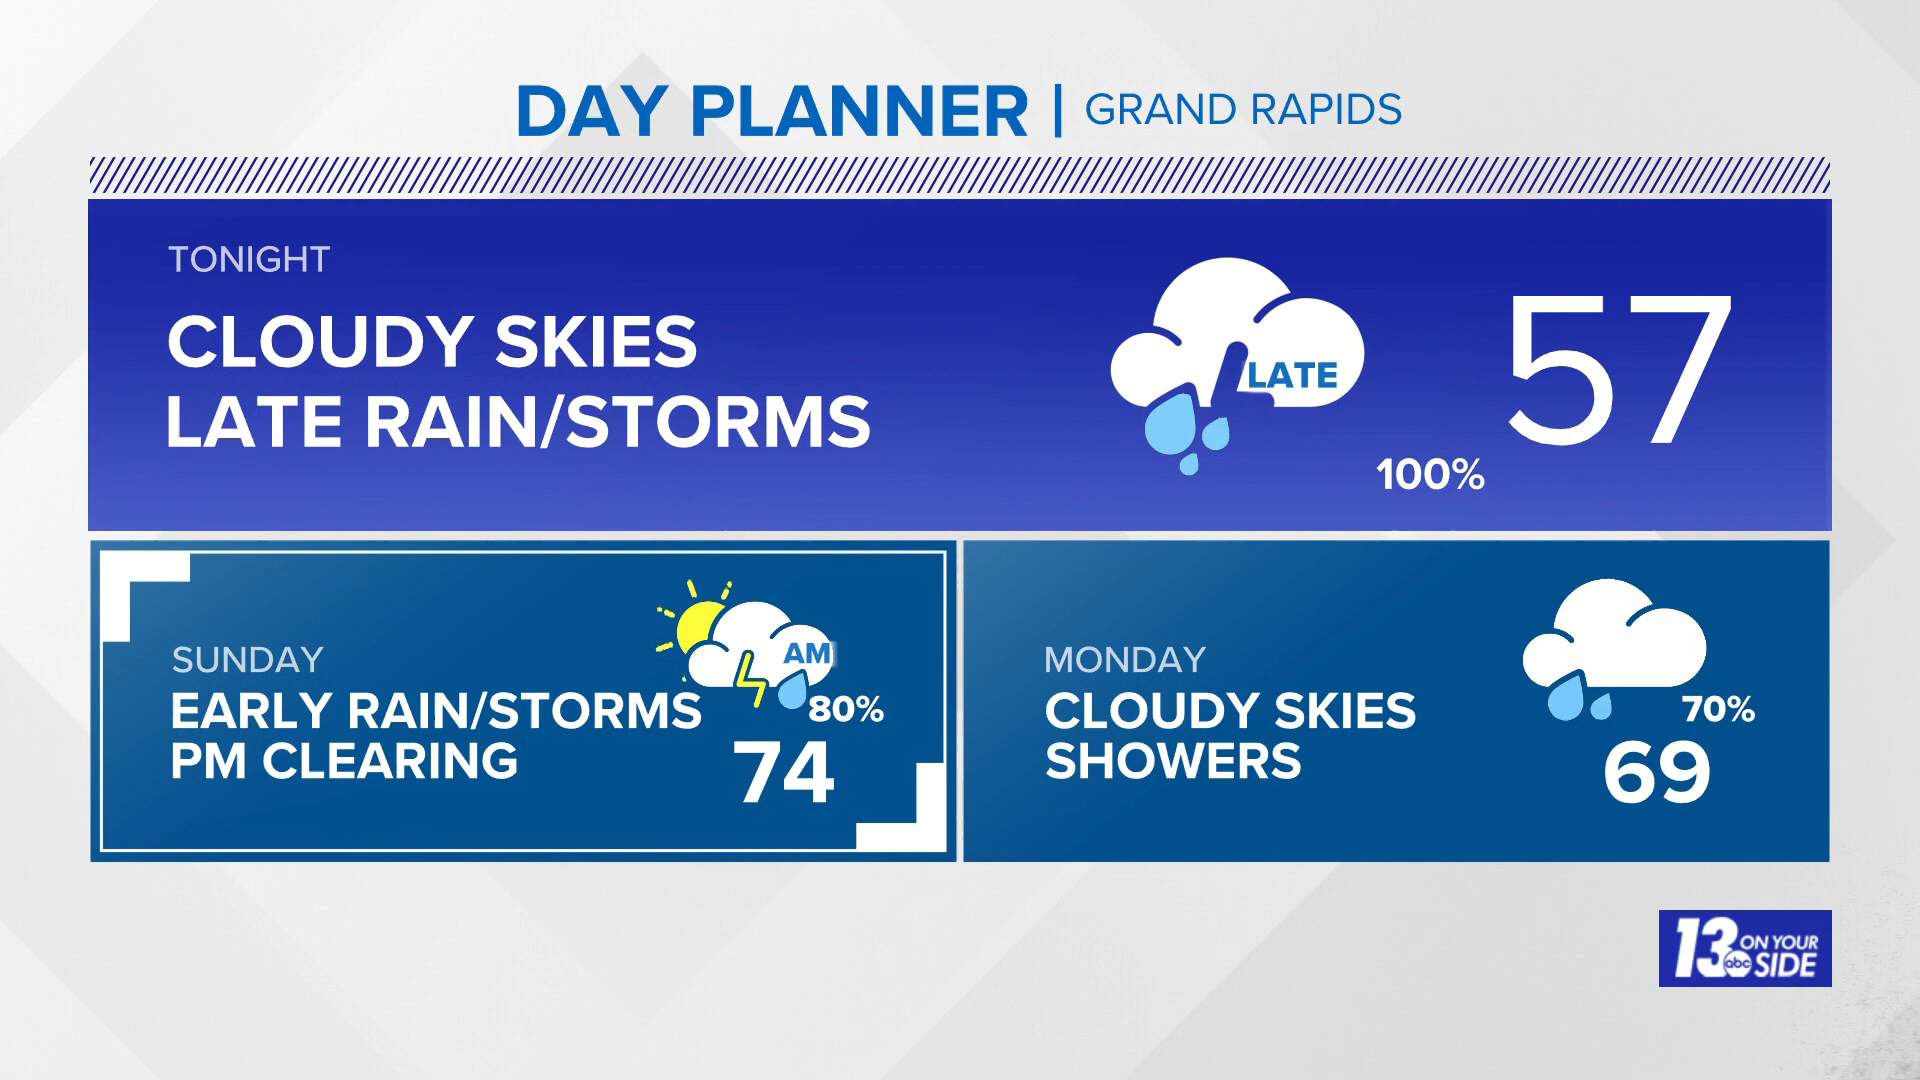 DAY PLANNER | GRAND RAPIDS
TONIGHT
CLOUDY SKIES
LATE RAIN/STORMS
LATE
100%
57
SUNDAY
EARLY RAIN/STORMS
PM CLEARING
AM
80%
74
MONDAY
CLOUDY SKIES
SHOWERS
70%
69
13
abc
ON YOUR
SIDE